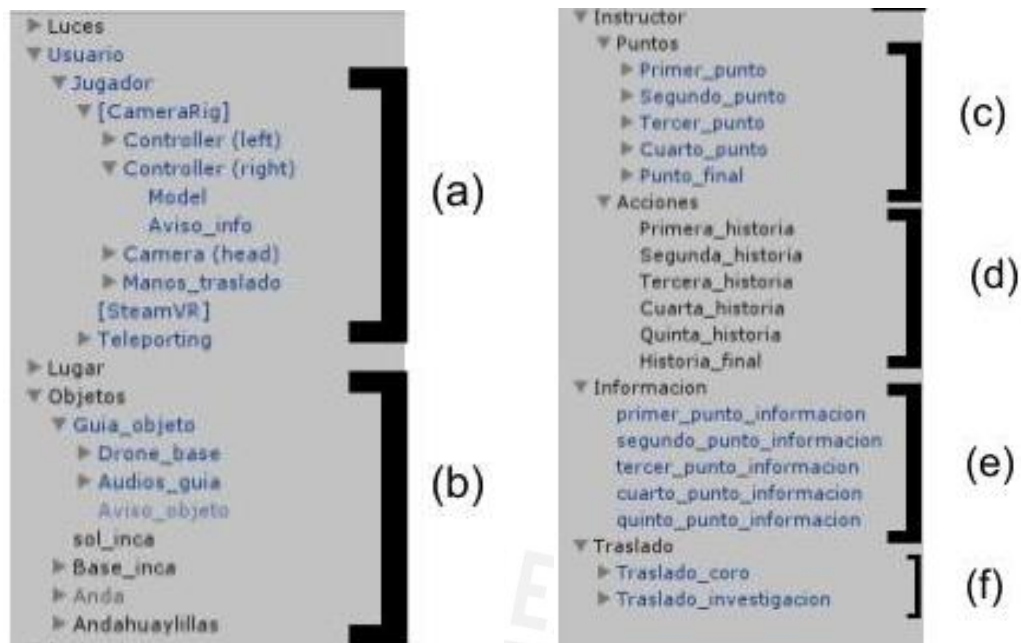 Luces
Usuario
Jugador
[CameraRig]
Controller (left)
Controller (right)
Model
Aviso_info
Camera (head)
Manos_traslado
[SteamVR]
Teleporting
Lugar
Objetos
Guia_objeto
Drone_base
Audios_guia
Aviso_objeto
sol_inca
Base_inca
Anda
Andahuaylillas
(a)
(b)
Instructor
Puntos
Primer_punto
Segundo_punto
Tercer_punto
Cuarto_punto
Punto_final
Acciones
Primera_historia
Segunda_historia
Tercera_historia
Cuarta_historia
Quinta_historia
Historia_final
Informacion
primer_punto_informacion
segundo_punto_informacion
tercer_punto_informacion
cuarto_punto_informacion
quinto_punto_informacion
Traslado
Traslado_coro
Traslado_investigacion
(c)
(d)
(e)
(f)